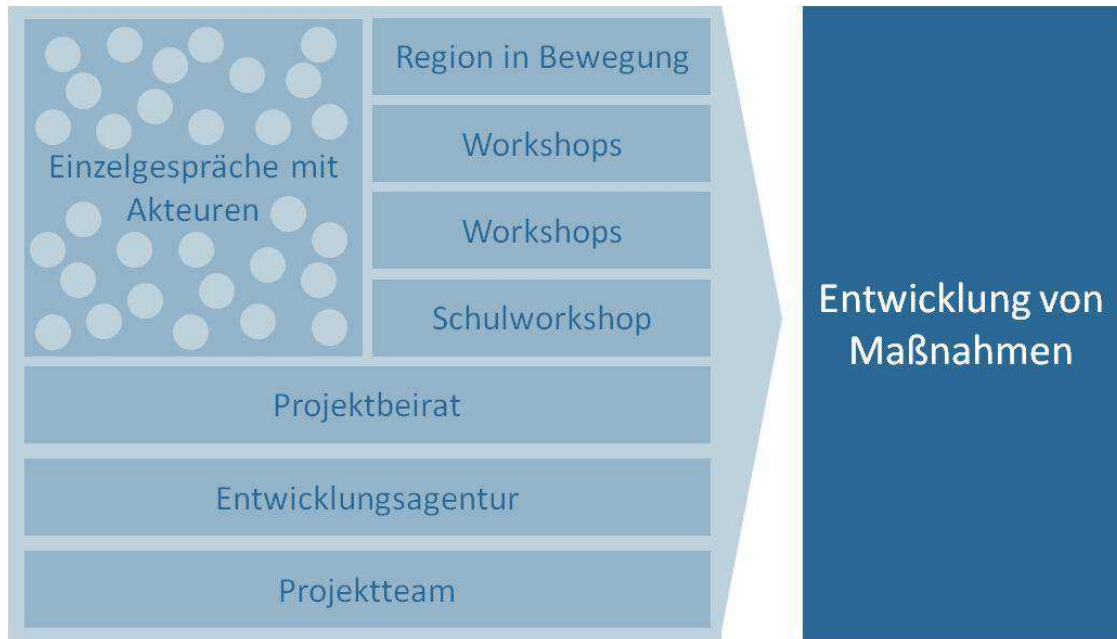 Einzelgespräche mit
Akteuren
Region in Bewegung
Workshops
Workshops
Schulworkshop
Projektbeirat
Entwicklungsagentur
Projektteam
Entwicklung von
Maßnahmen